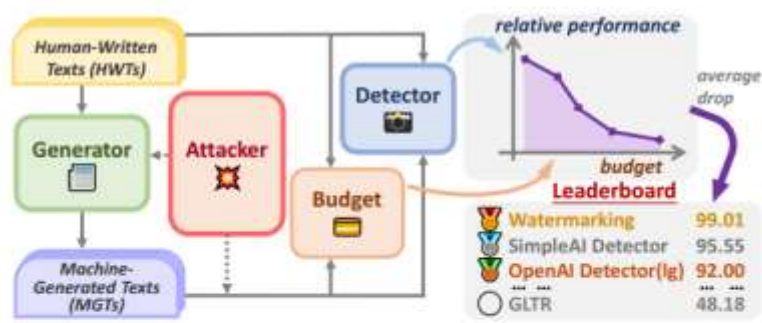 Human-Written
Texts (HWTs)
Generator
Attacker
Machine-
Generated Texts
(MGTs)
Budget
Detector
relative performance
budget
average
drop
Leaderboard
Watermarking 99.01
SimpleAI Detector 95.55
OpenAI Detector(lg) 92.00
... ... ... ...
GLTR 48.18